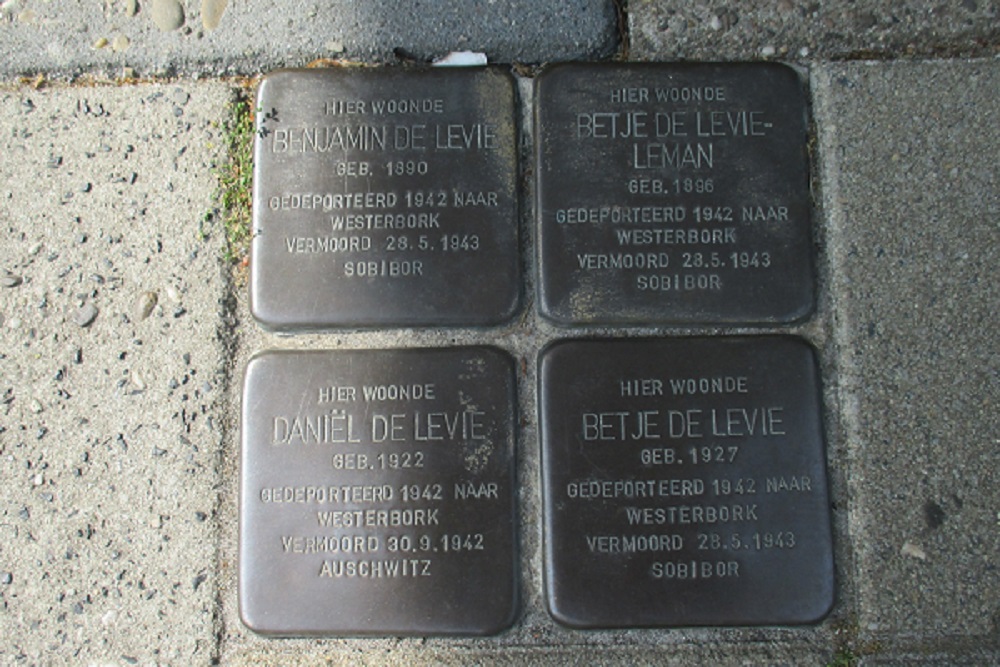 HIER WOONDE
BENJAMIN DE LEVIE
GEB. 1890
GEDEPORTEERD 1942 NAAR
WESTERBORK
VERMOORD 28.5.1943
SOBIBOR
HIER WOONDE
BETJE DE LEVIE-
LEMAN
GEB. 1896
GEDEPORTEERD 1942 NAAR
WESTERBORK
VERMOORD 28.5.1943
SOBIBOR
HIER WOONDE
DANIËL DE LEVIE
GEB.1922
GEDEPORTEERD 1942 NAAR
WESTERBORK
VERMOORD 30.9.1942
AUSCHWITZ
HIER WOONDE
BETJE DE LEVIE
GEB. 1927
GEDEPORTEERD 1942 NAAR
WESTERBORK
VERMOORD 28.5.1943
SOBIBOR